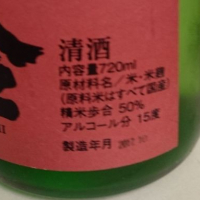 清酒
内容量720ml
原材料名/米・米麹
(原料米はすべて国産)
精米歩合 50%
アルコール分 15度
製造年月